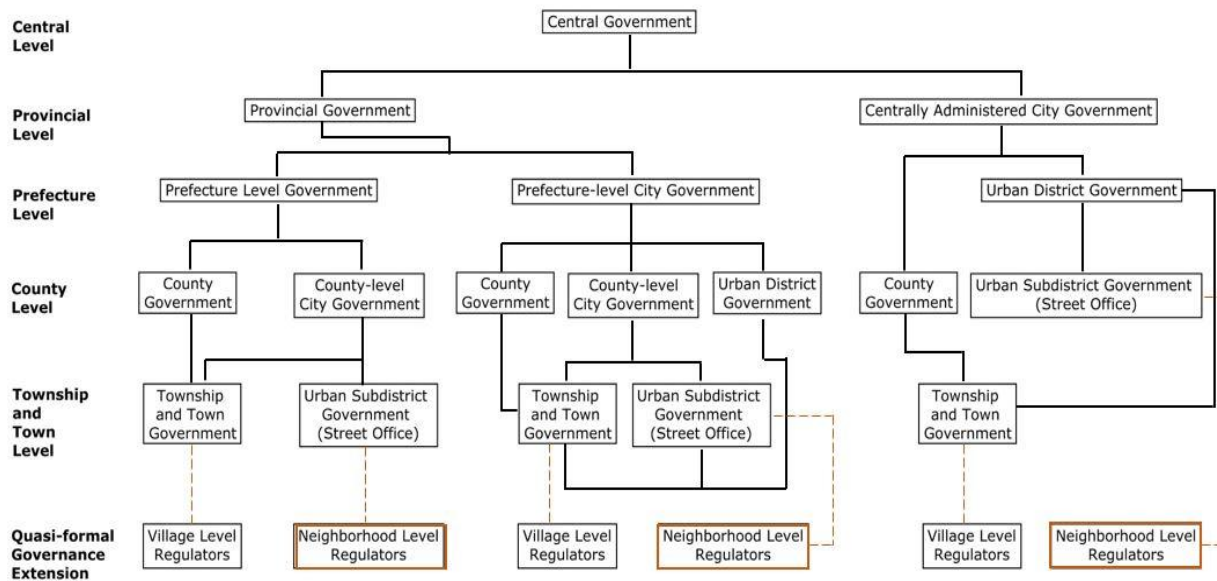 Central
Level
Central Government
Provincial
Level
Provincial Government
Centrally Administered City Government
Prefecture
Level
Prefecture Level Government
Prefecture-level City Government
Urban District Government
County
Level
County
Government
County-level
City Government
County
Government
County-level
City Government
Urban District
Government
County
Government
Urban Subdistrict Government
(Street Office)
Township
and
Town
Level
Township
and Town
Government
Urban Subdistrict
Government
(Street Office)
Township
and Town
Government
Urban Subdistrict
Government
(Street Office)
Township
and Town
Government
Quasi-formal
Governance
Extension
Village Level
Regulators
Neighborhood Level
Regulators
Village Level
Regulators
Neighborhood Level
Regulators
Village Level
Regulators
Neighborhood Level
Regulators